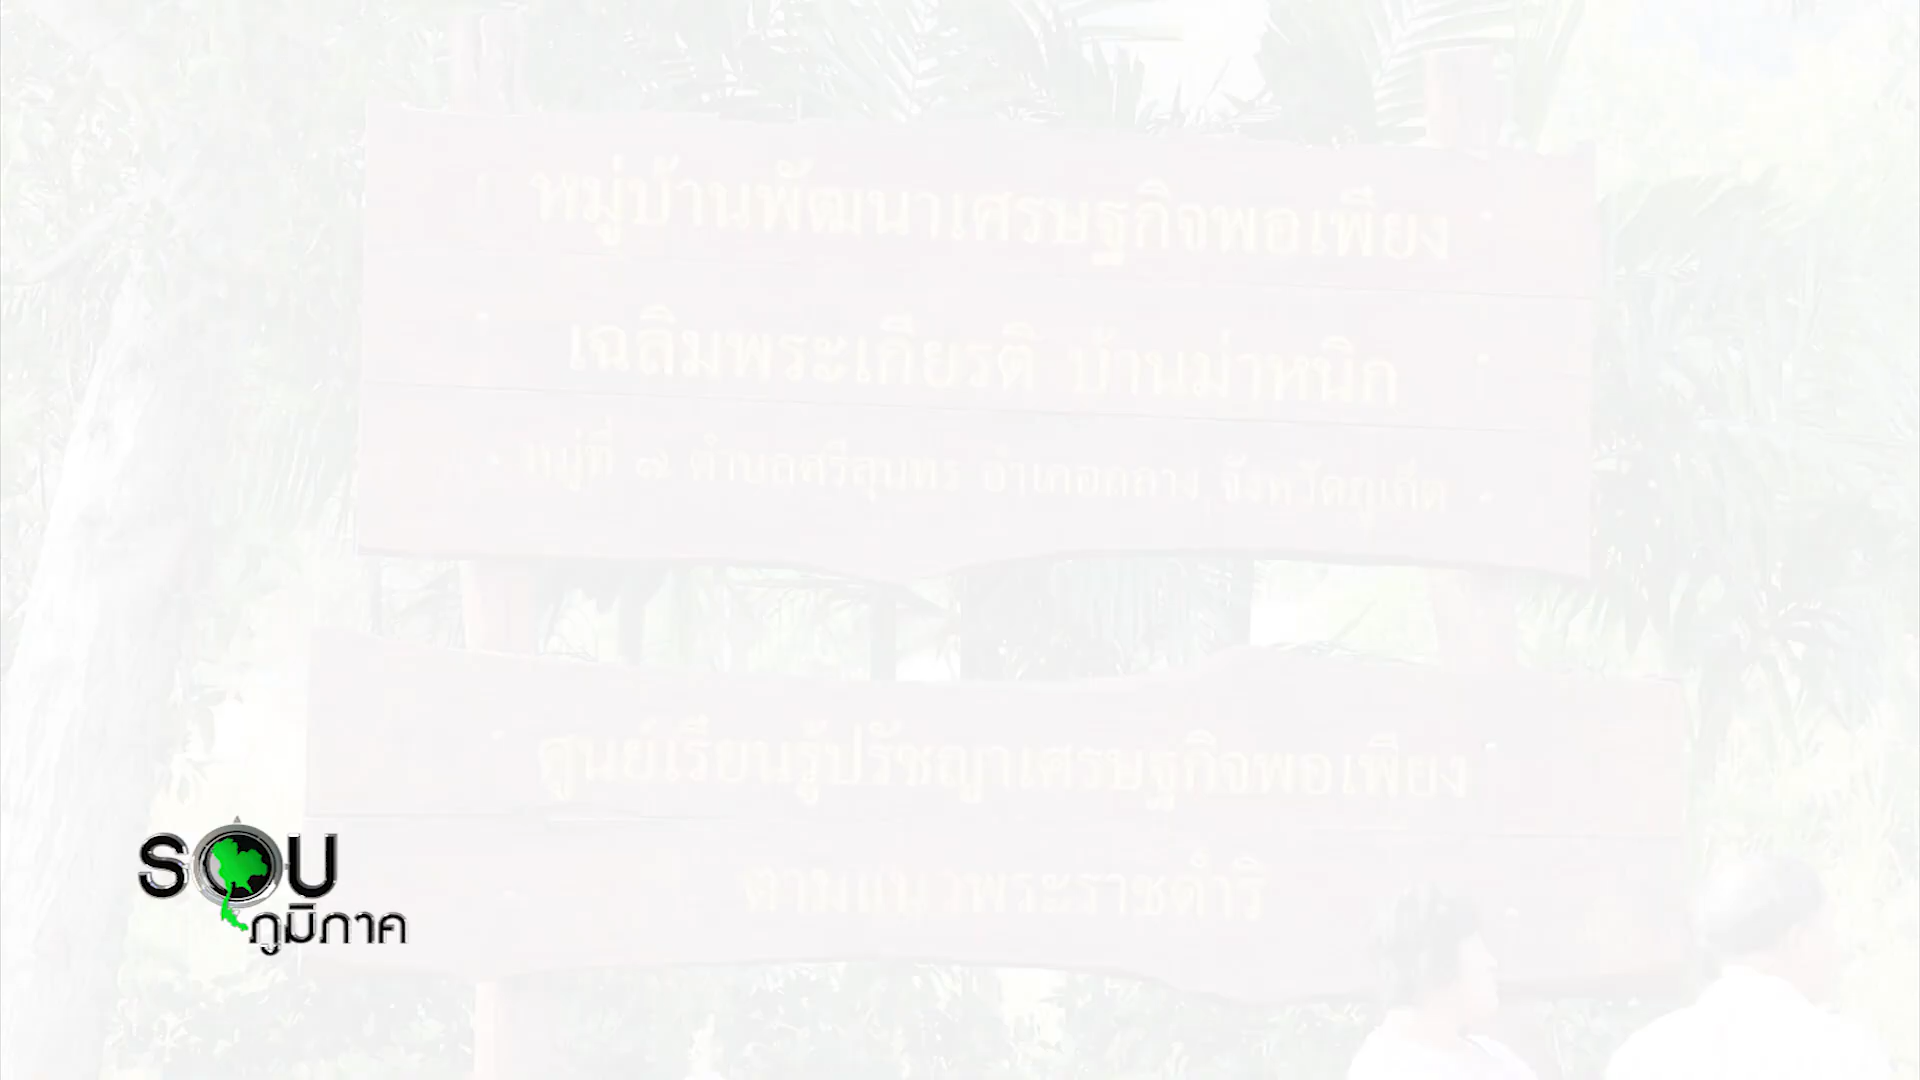 หมู่บ้านพัฒนาเศรษฐกิจพอเพียง
เฉลิมพระเกียรติ บ้านม่าหนิก
หมู่ที่ ๗ ตำบลศรีสุนทร อำเภอถลาง จังหวัดภูเก็ต
ศูนย์เรียนรู้ปรัชญาเศรษฐกิจพอเพียง
ตามแนวพระราชดำริ
รอบ
ภูมิภาค